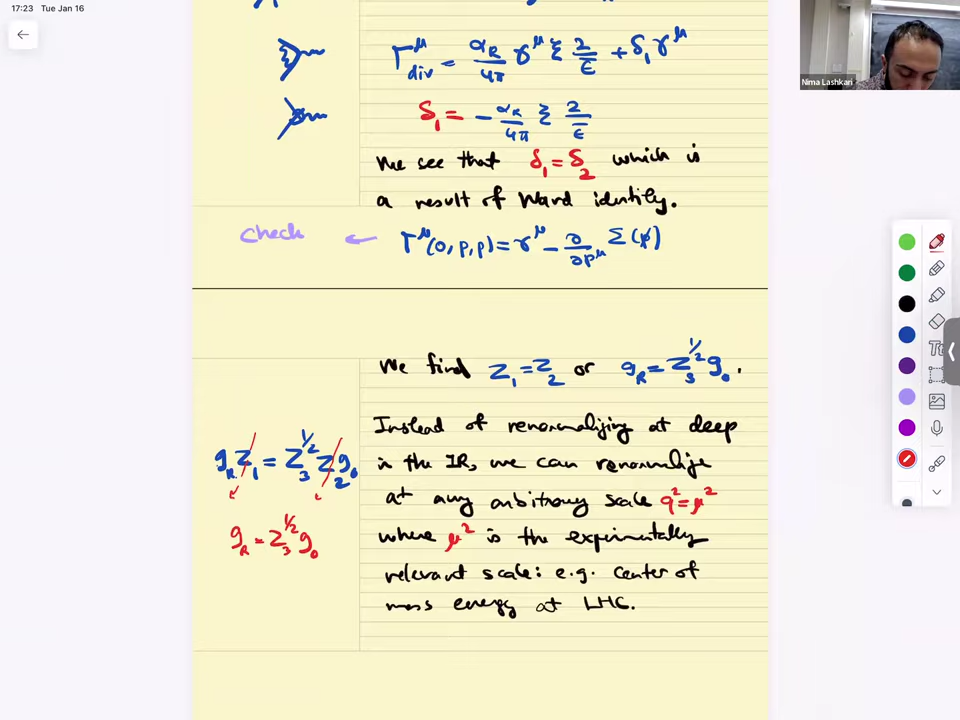 17:23 Tue Jan 16
Nima Lashkari
Γ^μ_div = α_R/4π γ^μ ξ 2/ε̄ + δ_1 γ^μ
δ_1 = - α_R/4π ξ 2/ε̄
We see that δ_1 = δ_2 which is
a result of Ward identity.
Check ← Γ^μ(0, p, p) = γ^μ - ∂/∂p^μ Σ(p̸)
We find Z_1 = Z_2 or g_R = Z_3^{1/2} g_0.
Instead of renormalizing at deep
in the IR, we can renormalize
at any arbitrary scale q² = μ²
where μ² is the experimentally
relevant scale: e.g. center of
mass energy at LHC.
g_R Z_1 = Z_3^{1/2} Z_2 g_0
g_R = Z_3^{1/2} g_0
Tt